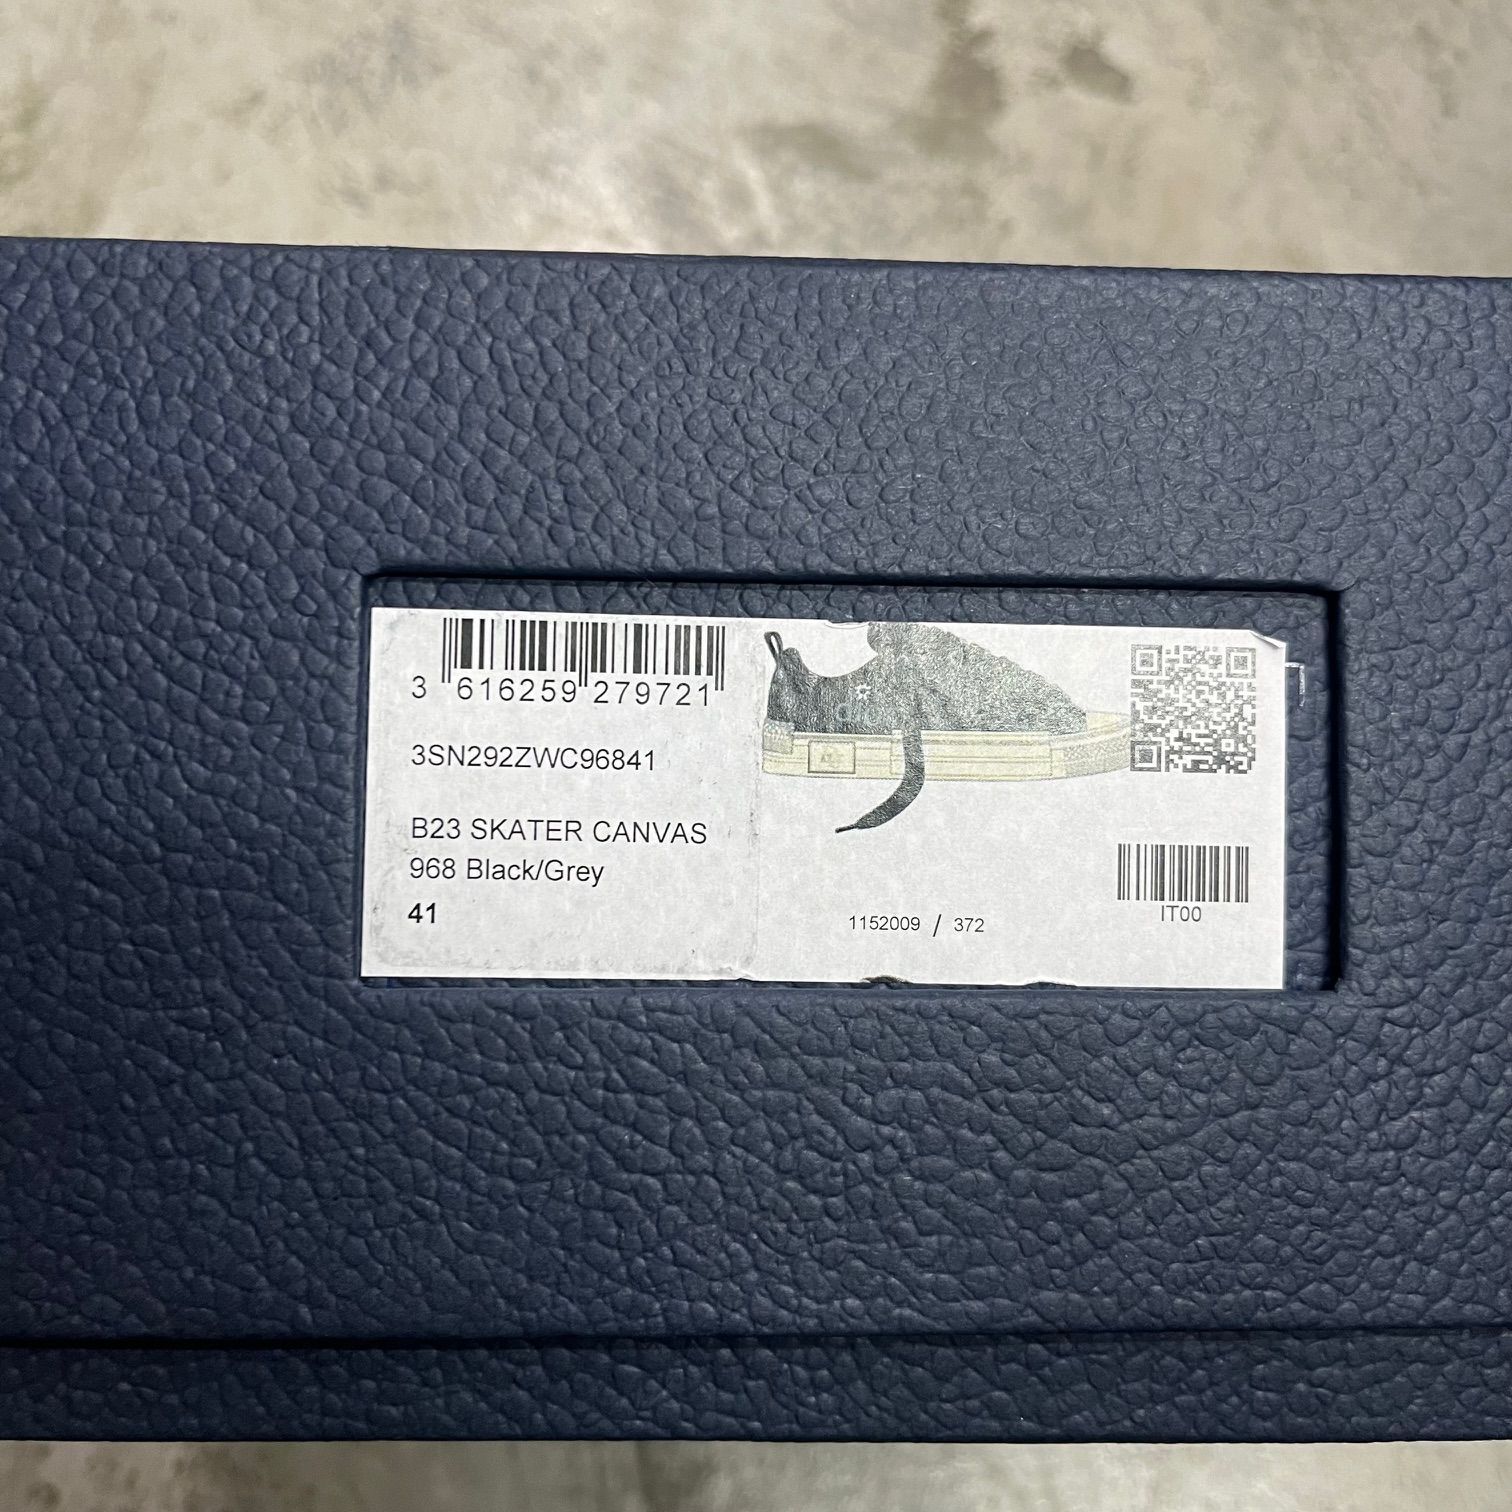 3 616259 279721
3SN292ZWC96841
B23 SKATER CANVAS
968 Black/Grey
41
1152009 / 372
IT00